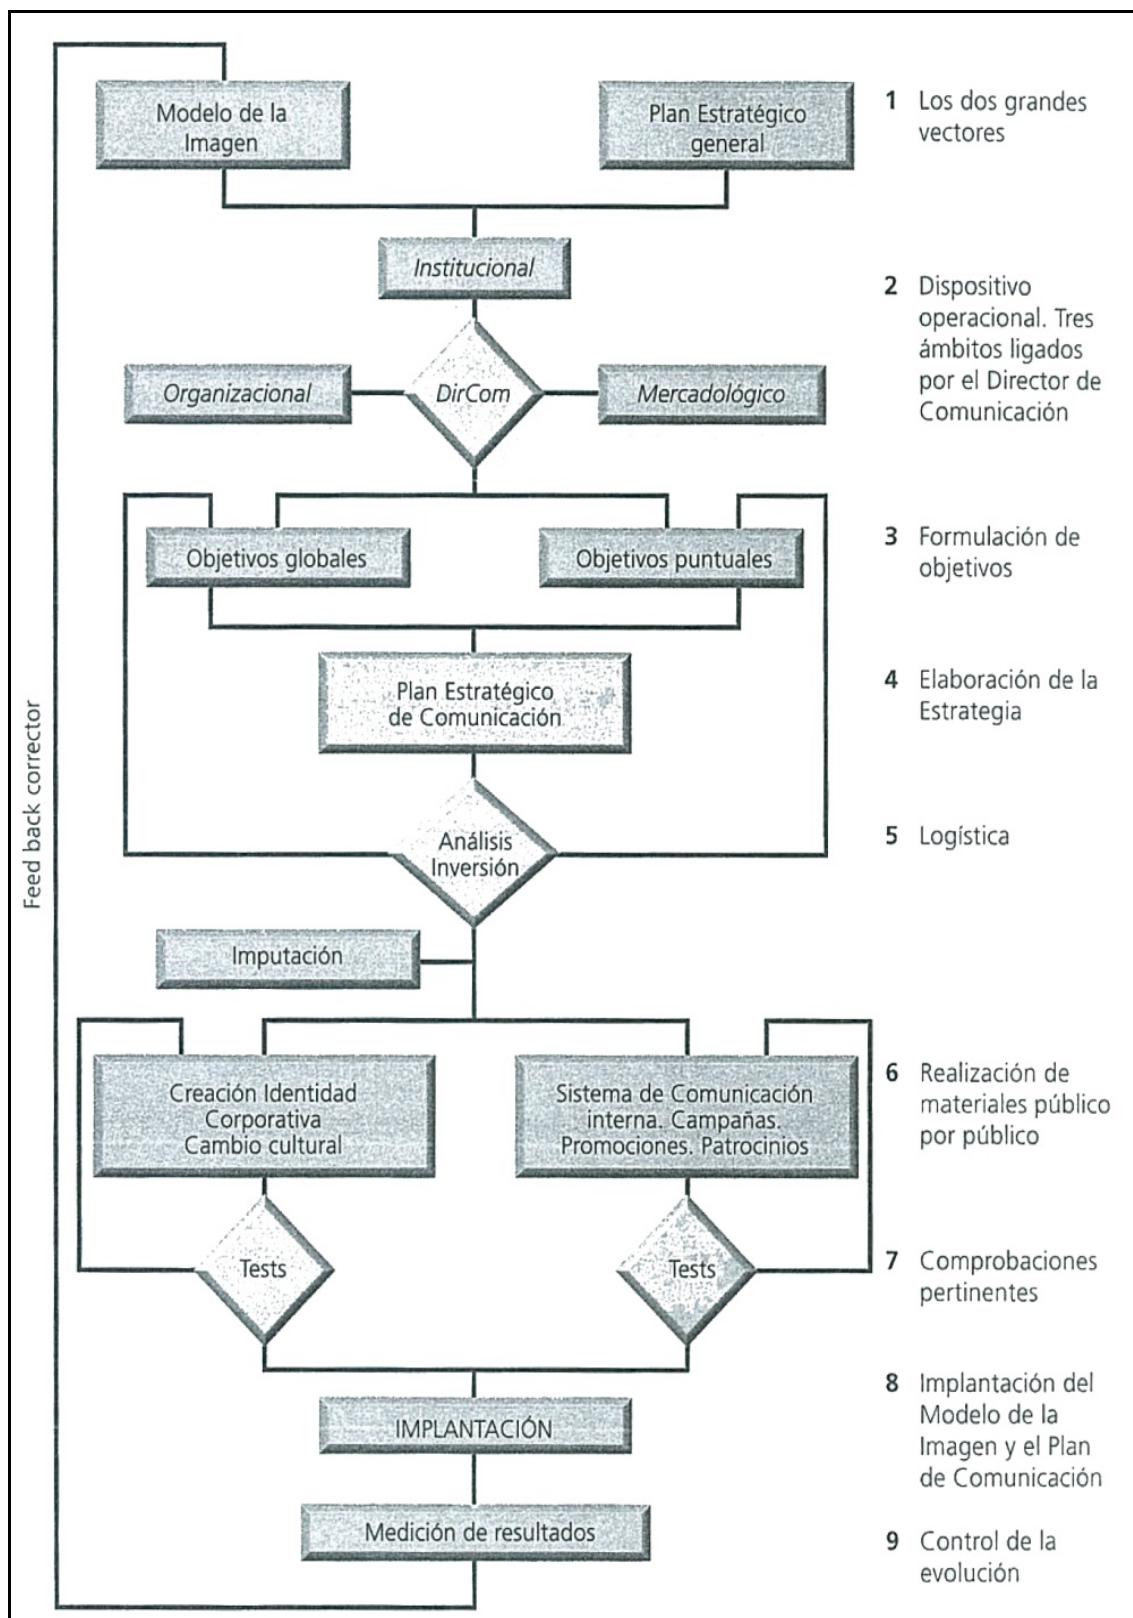 Modelo de la
Imagen
Plan Estratégico
general
1 Los dos grandes
vectores
Institucional
2 Dispositivo
operacional. Tres
ámbitos ligados
por el Director de
Comunicación
Organizacional
DirCom
Mercadológico
Objetivos globales
Objetivos puntuales
3 Formulación de
objetivos
Plan Estratégico
de Comunicación
4 Elaboración de la
Estrategia
Feed back corrector
Análisis
Inversión
5 Logística
Imputación
Creación Identidad
Corporativa
Cambio cultural
Sistema de Comunicación
interna. Campañas.
Promociones. Patrocinios
6 Realización de
materiales público
por público
Tests
Tests
7 Comprobaciones
pertinentes
IMPLANTACIÓN
8 Implantación del
Modelo de la
Imagen y el Plan
de Comunicación
Medición de resultados
9 Control de la
evolución